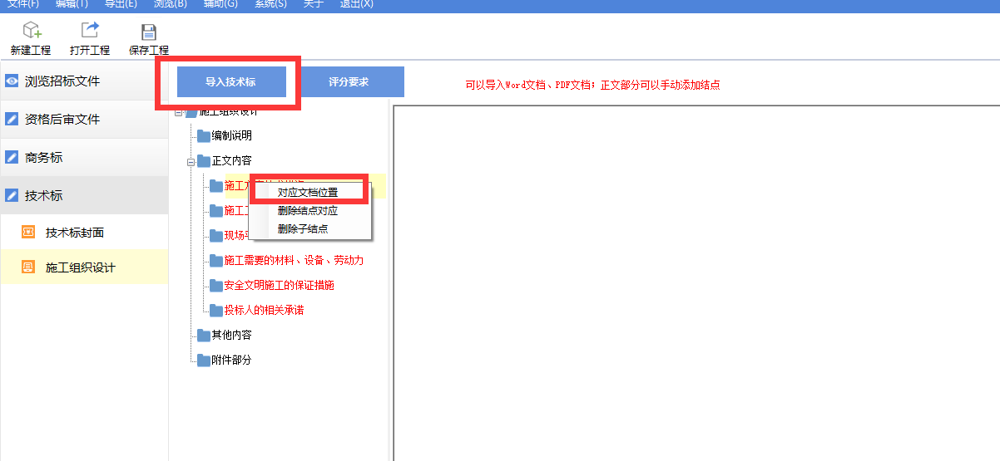 文件(F) 编辑(T) 导出(E) 浏览(B) 辅助(G) 系统(S) 关于 退出(X)
新建工程 打开工程 保存工程
浏览招标文件
资格后审文件
商务标
技术标
技术标封面
施工组织设计
导入技术标 评分要求
可以导入Word文档、PDF文档；正文部分可以手动添加结点
施工组织设计
编制说明
正文内容
施工
对应文档位置
施工
删除结点对应
现场
删除子结点
施工需要的材料、设备、劳动力
安全文明施工的保证措施
投标人的相关承诺
其他内容
附件部分